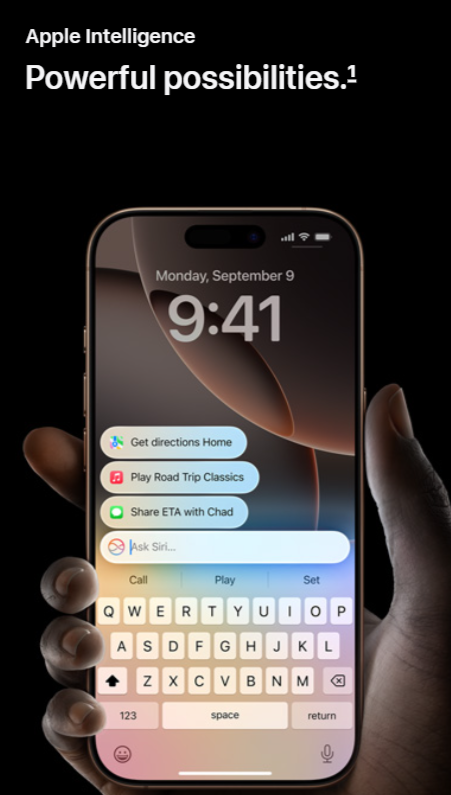 Apple Intelligence
Powerful possibilities.1
Monday, September 9
9:41
Get directions Home
Play Road Trip Classics
Share ETA with Chad
Ask Siri...
Call Play Set
Q W E R T Y U I O P
A S D F G H J K L
Z X C V B N M
123 space return